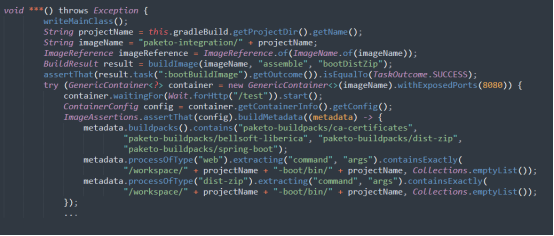 void ***() throws Exception {
writeMainClass();
String projectName = this.gradleBuild.getProjectDir().getName();
String imageName = "paketo-integration/" + projectName;
ImageReference imageReference = ImageReference.of(ImageName.of(imageName));
BuildResult result = buildImage(imageName, "assemble", "bootDistZip");
assertThat(result.task(":bootBuildImage").getOutcome()).isEqualTo(TaskOutcome.SUCCESS);
try (GenericContainer<?> container = new GenericContainer<>(imageName).withExposedPorts(8080)) {
container.waitingFor(Wait.forHttp("/test")).start();
ContainerConfig config = container.getContainerInfo().getConfig();
ImageAssertions.assertThat(config).buildMetadata((metadata) -> {
metadata.buildpacks().contains("paketo-buildpacks/ca-certificates",
"paketo-buildpacks/bellsoft-liberica", "paketo-buildpacks/dist-zip",
"paketo-buildpacks/spring-boot");
metadata.processOfType("web").extracting("command", "args").containsExactly(
"/workspace/" + projectName + "-boot/bin/" + projectName, Collections.emptyList());
metadata.processOfType("dist-zip").extracting("command", "args").containsExactly(
"/workspace/" + projectName + "-boot/bin/" + projectName, Collections.emptyList());
});
...